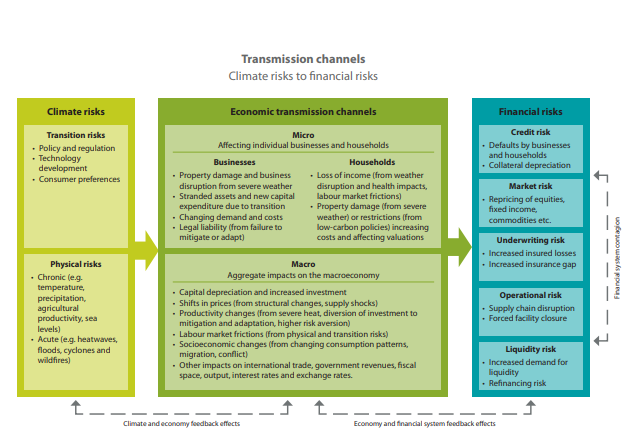 Transmission channels
Climate risks to financial risks
Climate risks
Transition risks
• Policy and regulation
• Technology
development
• Consumer preferences
Physical risks
• Chronic (e.g.
temperature,
precipitation,
agricultural
productivity, sea
levels)
• Acute (e.g. heatwaves,
floods, cyclones and
wildfires)
Economic transmission channels
Micro
Affecting individual businesses and households
Businesses
• Property damage and business
disruption from severe weather
• Stranded assets and new capital
expenditure due to transition
• Changing demand and costs
• Legal liability (from failure to
mitigate or adapt)
Households
• Loss of income (from weather
disruption and health impacts,
labour market frictions)
• Property damage (from severe
weather) or restrictions (from
low-carbon policies) increasing
costs and affecting valuations
Macro
Aggregate impacts on the macroeconomy
• Capital depreciation and increased investment
• Shifts in prices (from structural changes, supply shocks)
• Productivity changes (from severe heat, diversion of investment to
mitigation and adaptation, higher risk aversion)
• Labour market frictions (from physical and transition risks)
• Socioeconomic changes (from changing consumption patterns,
migration, conflict)
• Other impacts on international trade, government revenues, fiscal
space, output, interest rates and exchange rates.
Financial risks
Credit risk
• Defaults by businesses
and households
• Collateral depreciation
Market risk
• Repricing of equities,
fixed income,
commodities etc.
Underwriting risk
• Increased insured losses
• Increased insurance gap
Operational risk
• Supply chain disruption
• Forced facility closure
Liquidity risk
• Increased demand for
liquidity
• Refinancing risk
Financial system contagion
Climate and economy feedback effects
Economy and financial system feedback effects